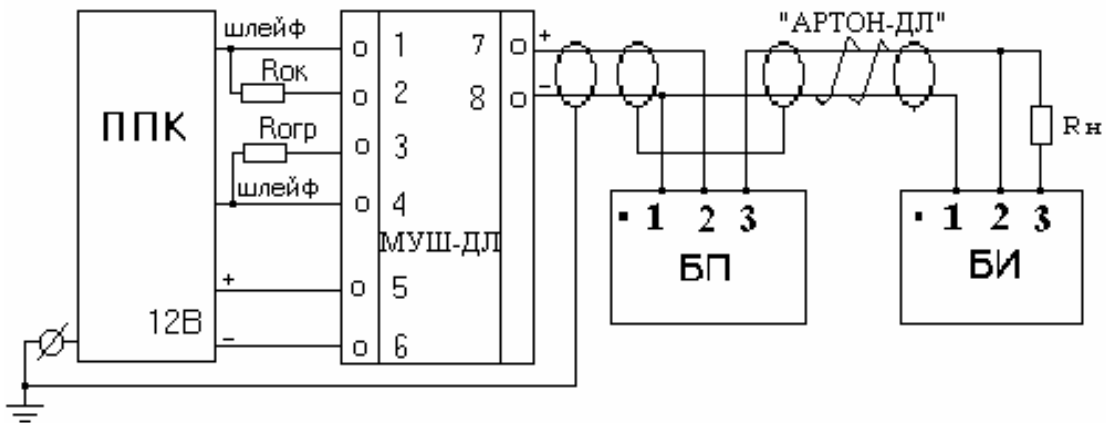 "АРТОН-ДЛ"
шлейф
1 7 +
Rок
2 8 −
ППК
Rогр
3
Rн
шлейф
4
1 2 3
1 2 3
МУШ-ДЛ
БП
БИ
+
5
12В
−
6